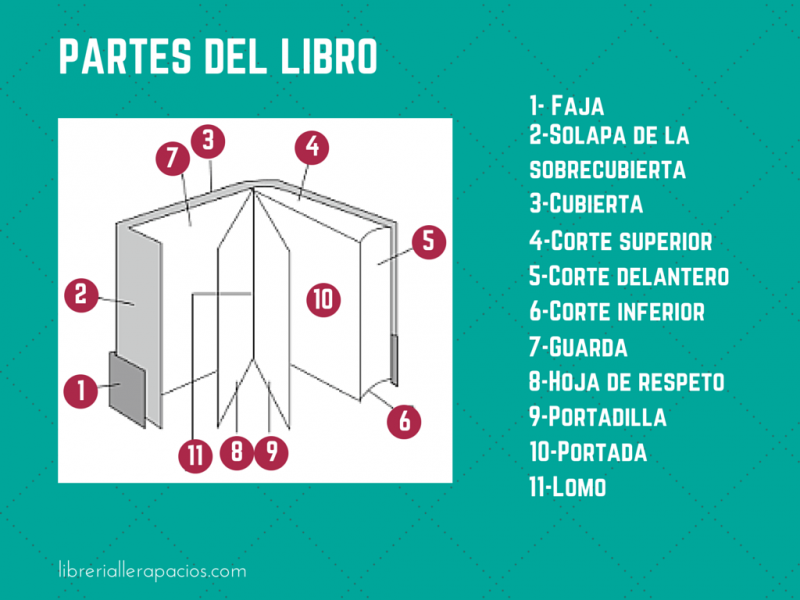 PARTES DEL LIBRO
1- FAJA
2-SOLAPA DE LA
SOBRECUBIERTA
3-CUBIERTA
4-CORTE SUPERIOR
5-CORTE DELANTERO
6-CORTE INFERIOR
7-GUARDA
8-HOJA DE RESPETO
9-PORTADILLA
10-PORTADA
11-LOMO
3
7
4
5
2
10
1
6
11
8
9
libreriallerapacios.com